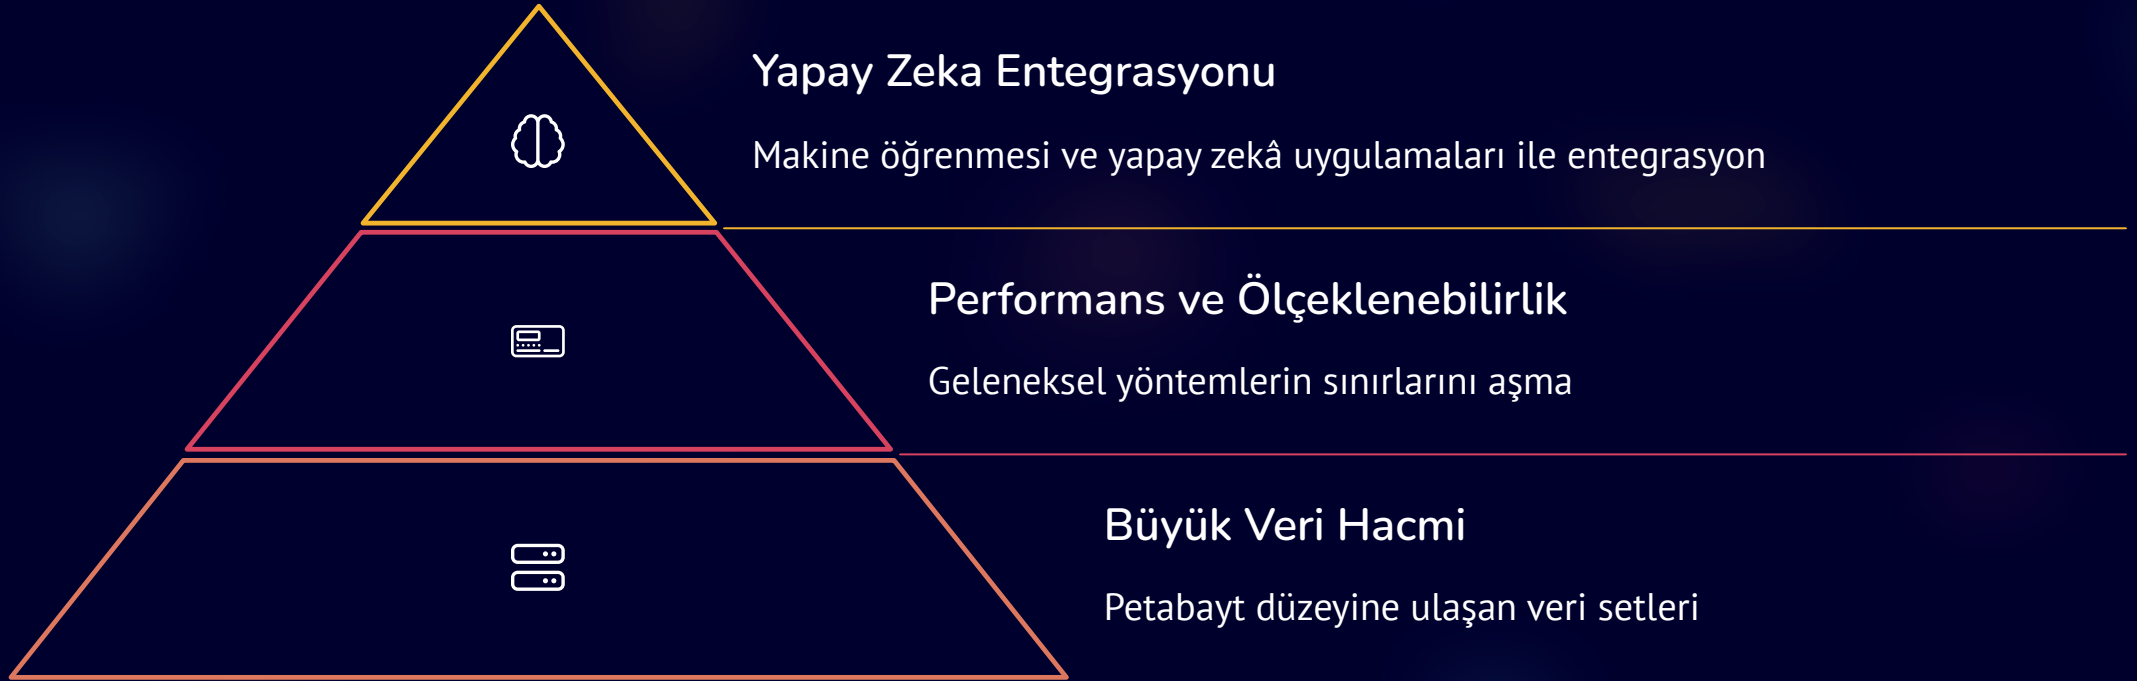 Yapay Zeka Entegrasyonu
Makine öğrenmesi ve yapay zekâ uygulamaları ile entegrasyon
Performans ve Ölçeklenebilirlik
Geleneksel yöntemlerin sınırlarını aşma
Büyük Veri Hacmi
Petabayt düzeyine ulaşan veri setleri